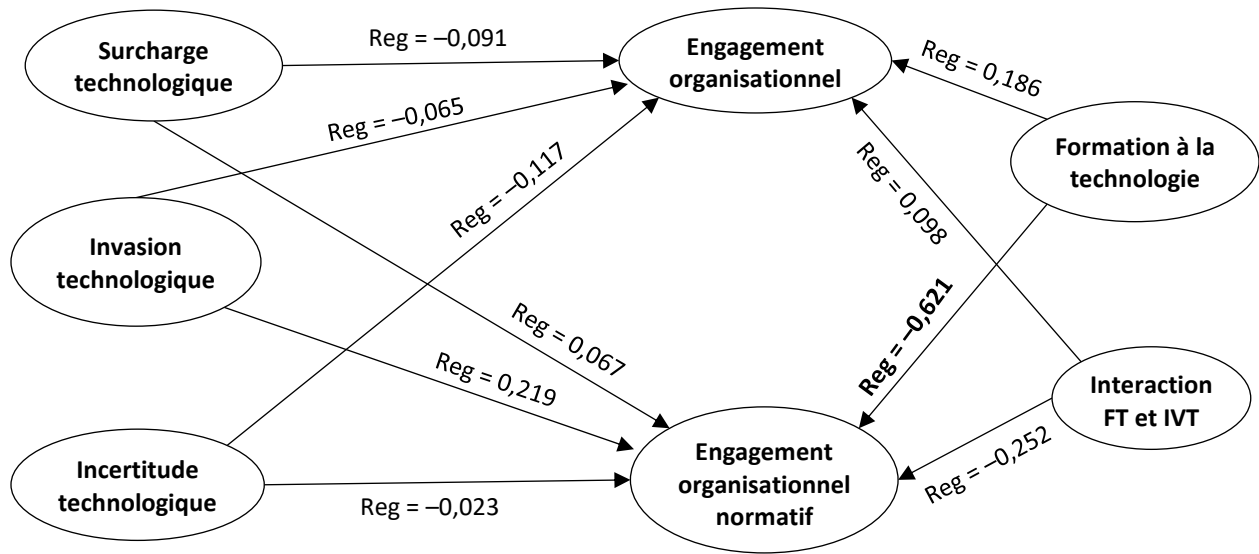 Surcharge
technologique
Reg = –0,091
Engagement
organisationnel
Reg = 0,186
Reg = –0,065
Reg = –0,117
Reg = 0,098
Formation à la
technologie
Invasion
technologique
Reg = 0,067
Reg = –0,621
Reg = 0,219
Interaction
FT et IVT
Incertitude
technologique
Reg = –0,023
Engagement
organisationnel
normatif
Reg = –0,252